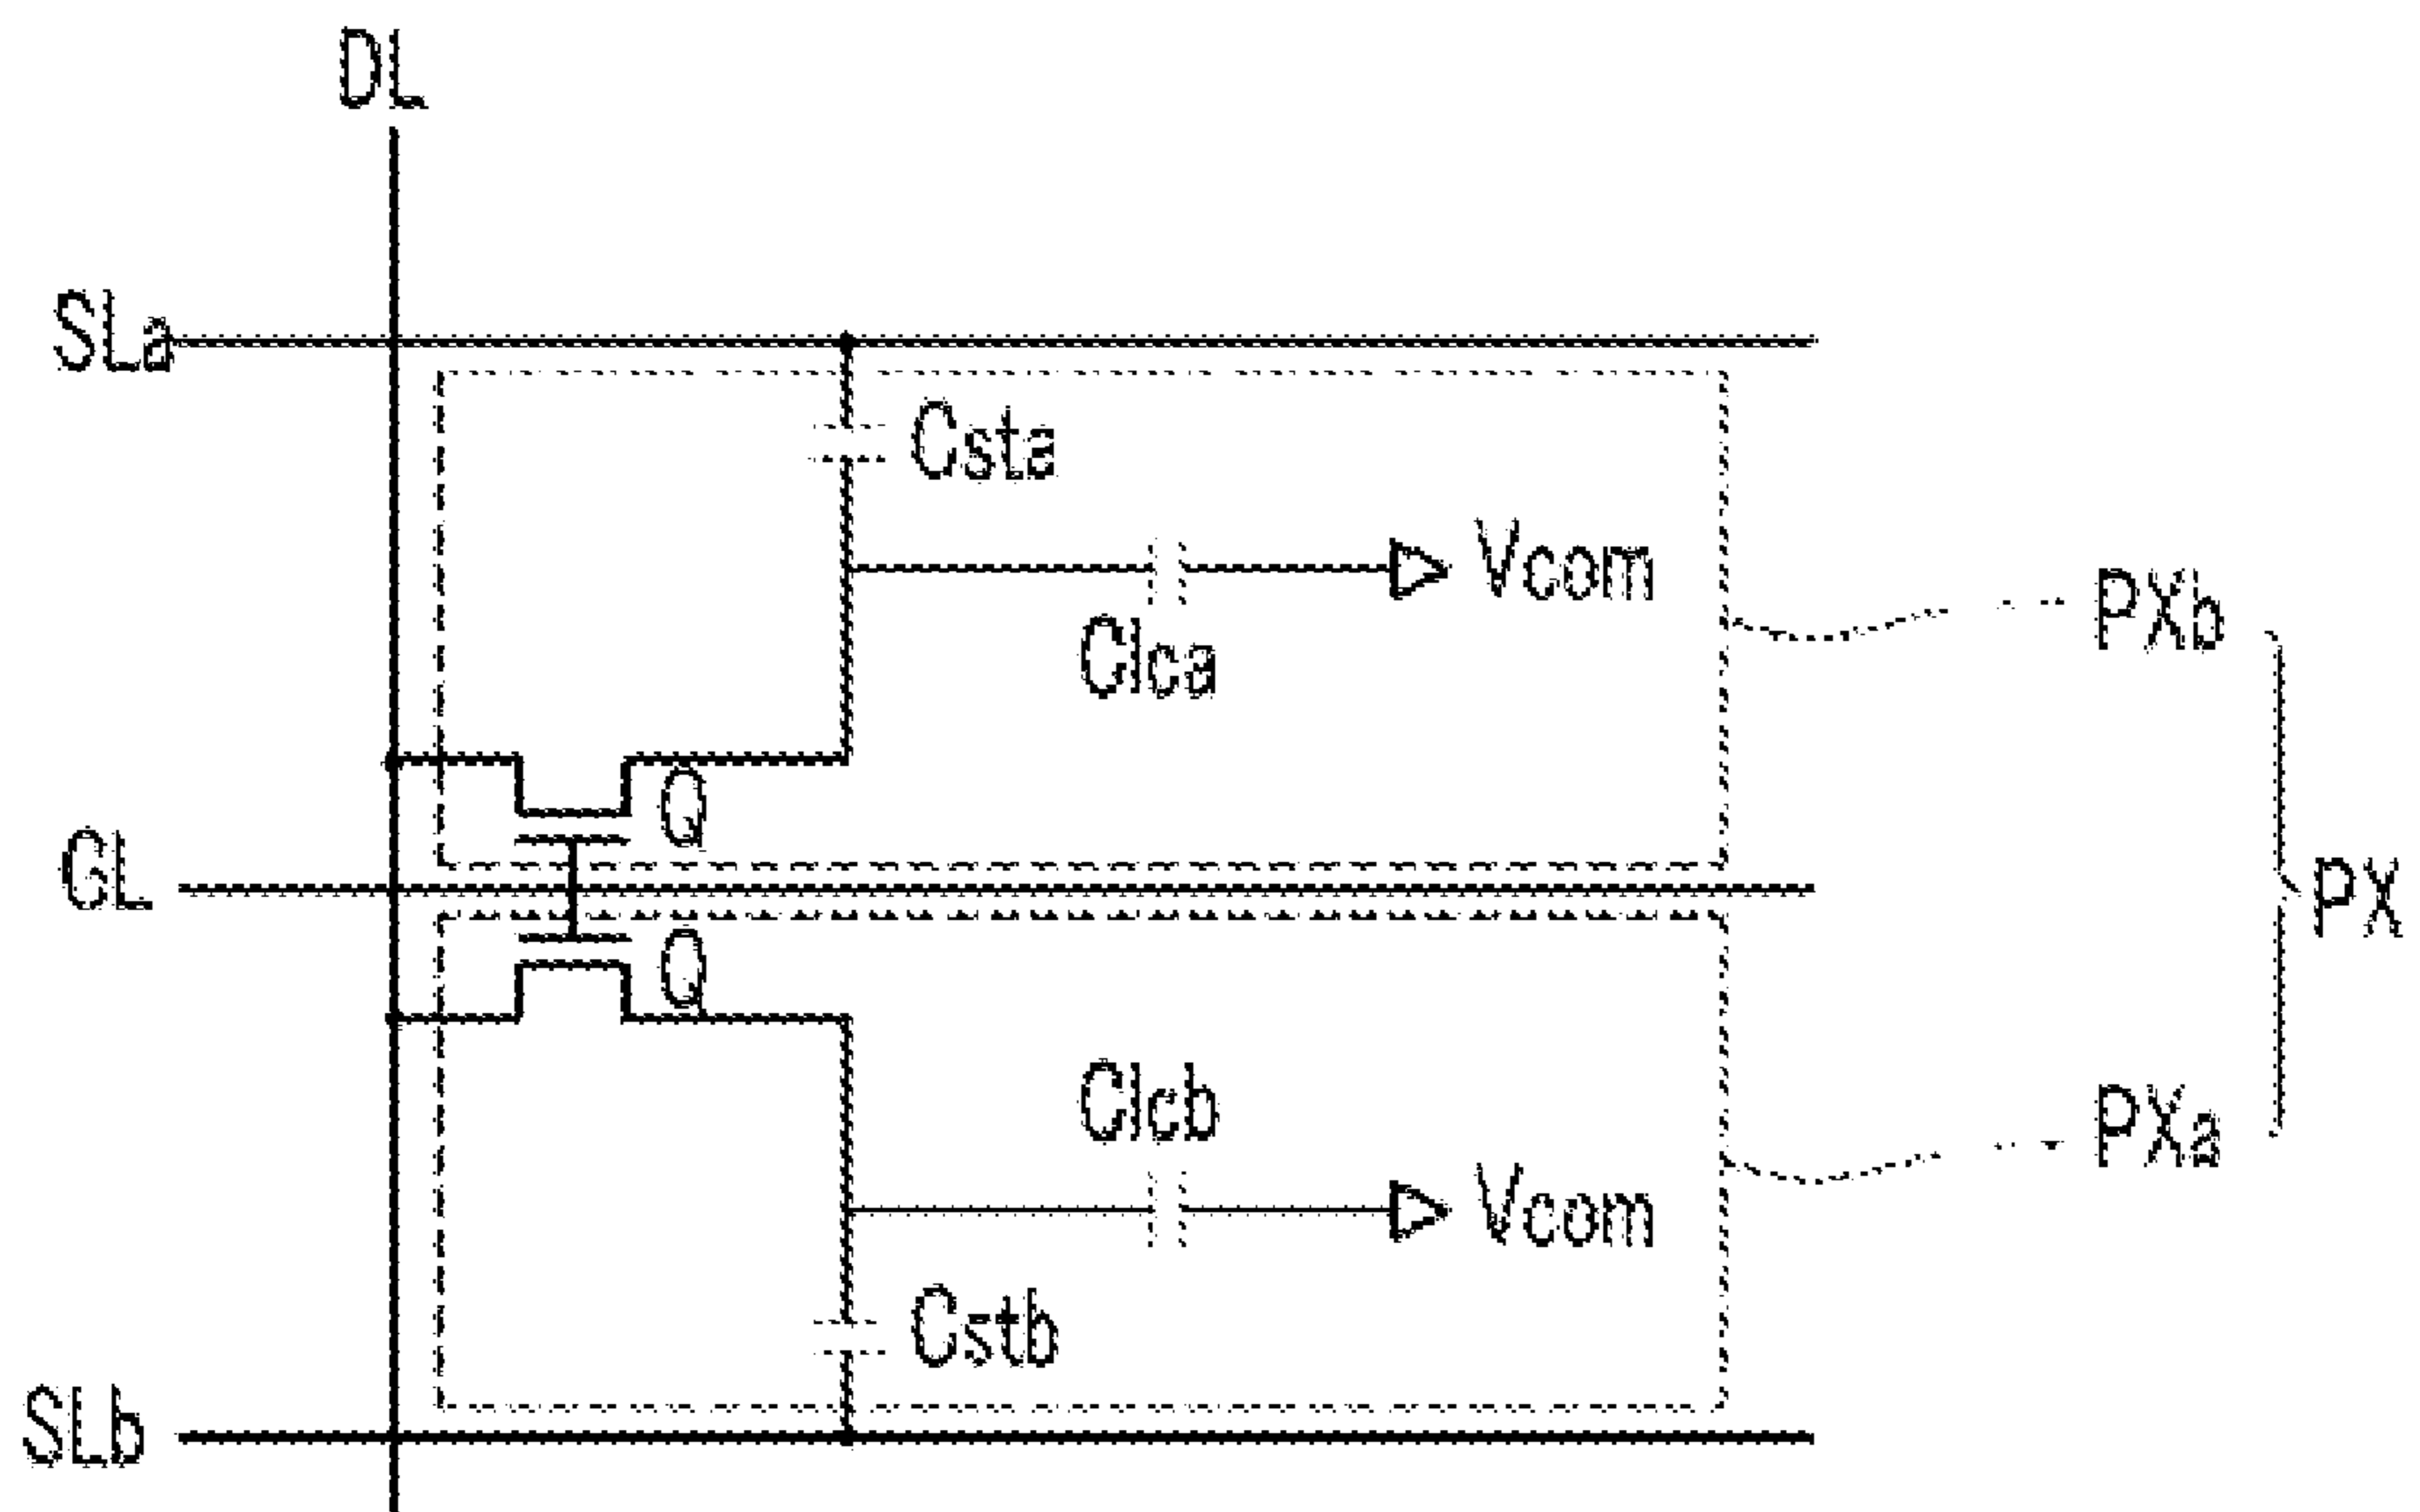 DL
SLa
Csta
Vcom
PXb
Clca
Q
GL
PX
Q
Clcb
PXa
Vcom
Cstb
SLb